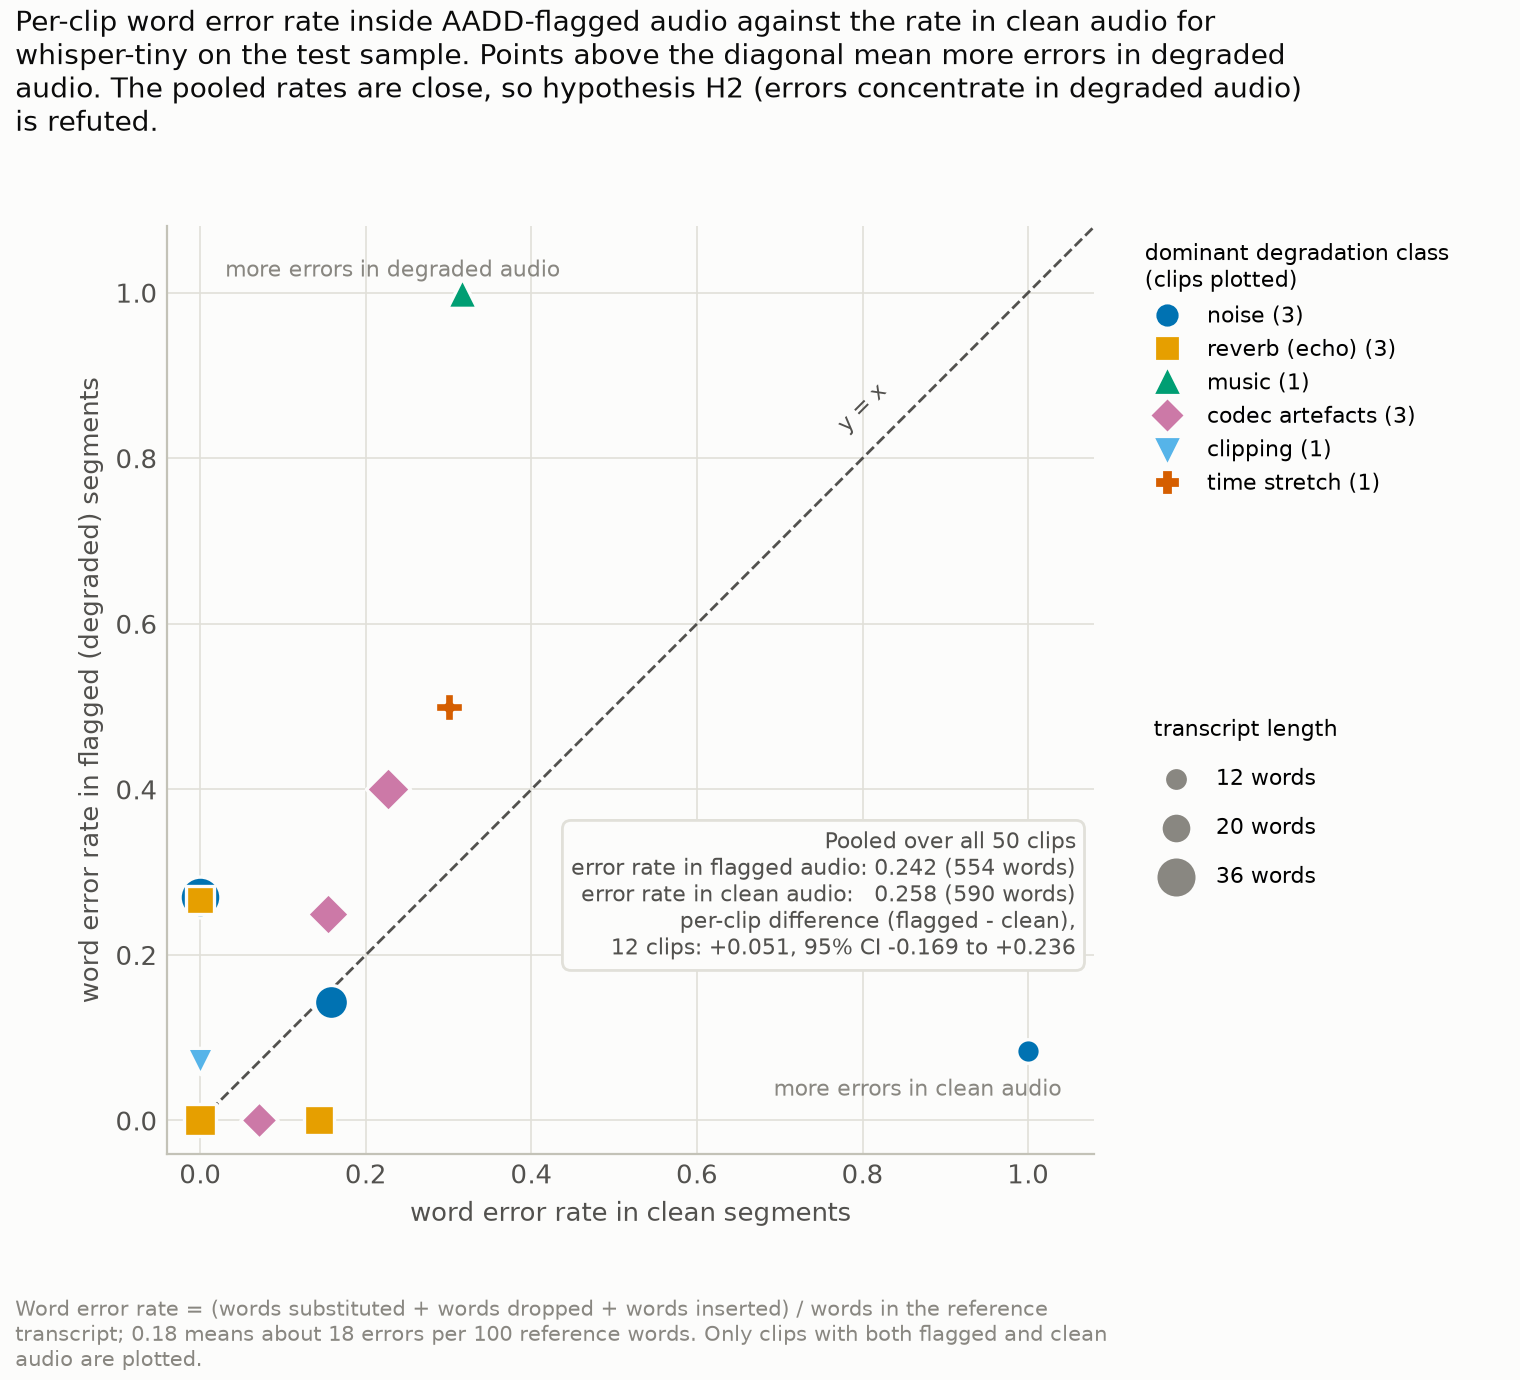 Per-clip word error rate inside AADD-flagged audio against the rate in clean audio for
whisper-tiny on the test sample. Points above the diagonal mean more errors in degraded
audio. The pooled rates are close, so hypothesis H2 (errors concentrate in degraded audio)
is refuted.
more errors in degraded audio
y = x
1.0
0.8
0.6
0.4
0.2
0.0
word error rate in flagged (degraded) segments
Pooled over all 50 clips
error rate in flagged audio: 0.242 (554 words)
error rate in clean audio: 0.258 (590 words)
per-clip difference (flagged - clean),
12 clips: +0.051, 95% CI -0.169 to +0.236
more errors in clean audio
0.0 0.2 0.4 0.6 0.8 1.0
word error rate in clean segments
dominant degradation class
(clips plotted)
noise (3)
reverb (echo) (3)
music (1)
codec artefacts (3)
clipping (1)
time stretch (1)
transcript length
12 words
20 words
36 words
Word error rate = (words substituted + words dropped + words inserted) / words in the reference
transcript; 0.18 means about 18 errors per 100 reference words. Only clips with both flagged and clean
audio are plotted.